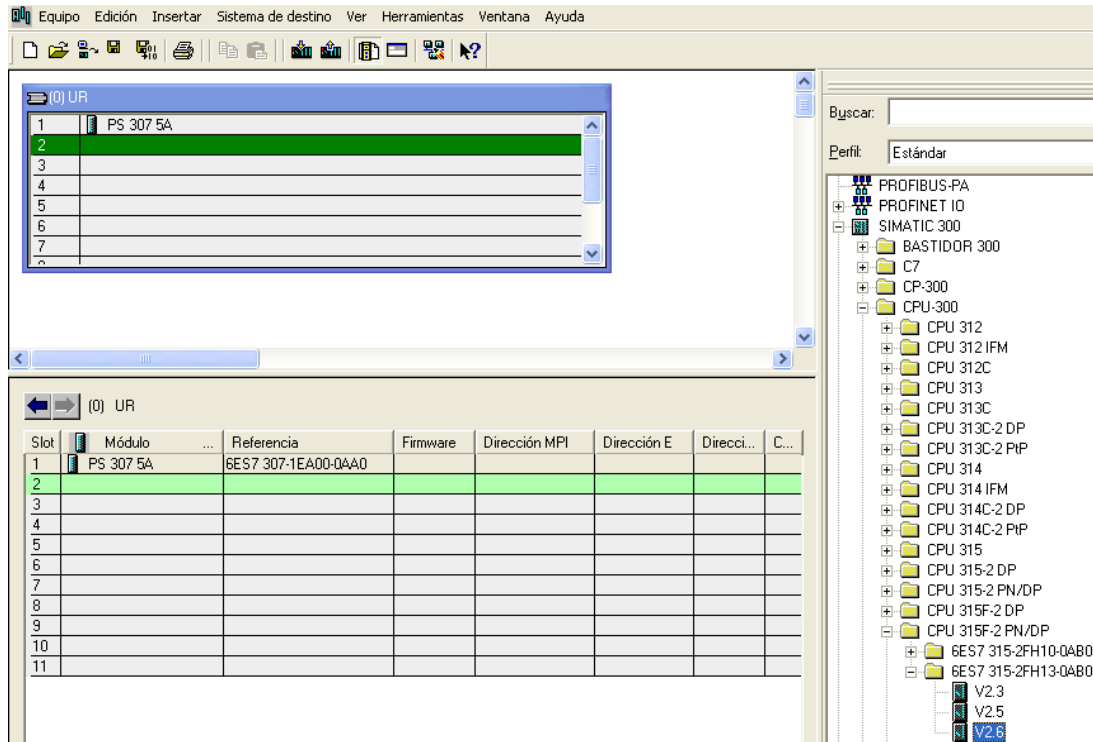 Equipo Edición Insertar Sistema de destino Ver Herramientas Ventana Ayuda
(0) UR
1 PS 307 5A
2
3
4
5
6
7
Buscar:
Perfil: Estándar
PROFIBUS-PA
PROFINET IO
SIMATIC 300
BASTIDOR 300
C7
CP-300
CPU-300
CPU 312
CPU 312 IFM
CPU 312C
CPU 313
CPU 313C
CPU 313C-2 DP
CPU 313C-2 PtP
CPU 314
CPU 314 IFM
CPU 314C-2 DP
CPU 314C-2 PtP
CPU 315
CPU 315-2 DP
CPU 315-2 PN/DP
CPU 315F-2 DP
CPU 315F-2 PN/DP
6ES7 315-2FH10-0AB0
6ES7 315-2FH13-0AB0
V2.3
V2.5
V2.6
(0) UR
Slot Módulo ... Referencia Firmware Dirección MPI Dirección E Direcci... C...
1 PS 307 5A 6ES7 307-1EA00-0AA0
2
3
4
5
6
7
8
9
10
11